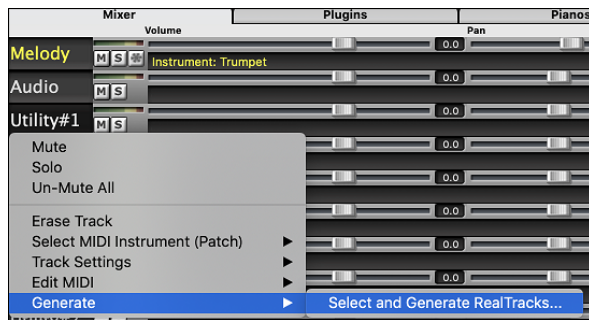 Mixer Plugins Pianos
Volume Pan
Melody M S 0.0
Instrument: Trumpet
Audio M S 0.0
Utility#1 M S 0.0
Mute 0.0
Solo 0.0
Un-Mute All 0.0
Erase Track 0.0
Select MIDI Instrument (Patch) 0.0
Track Settings
Edit MIDI 0.0
Generate Select and Generate RealTracks...